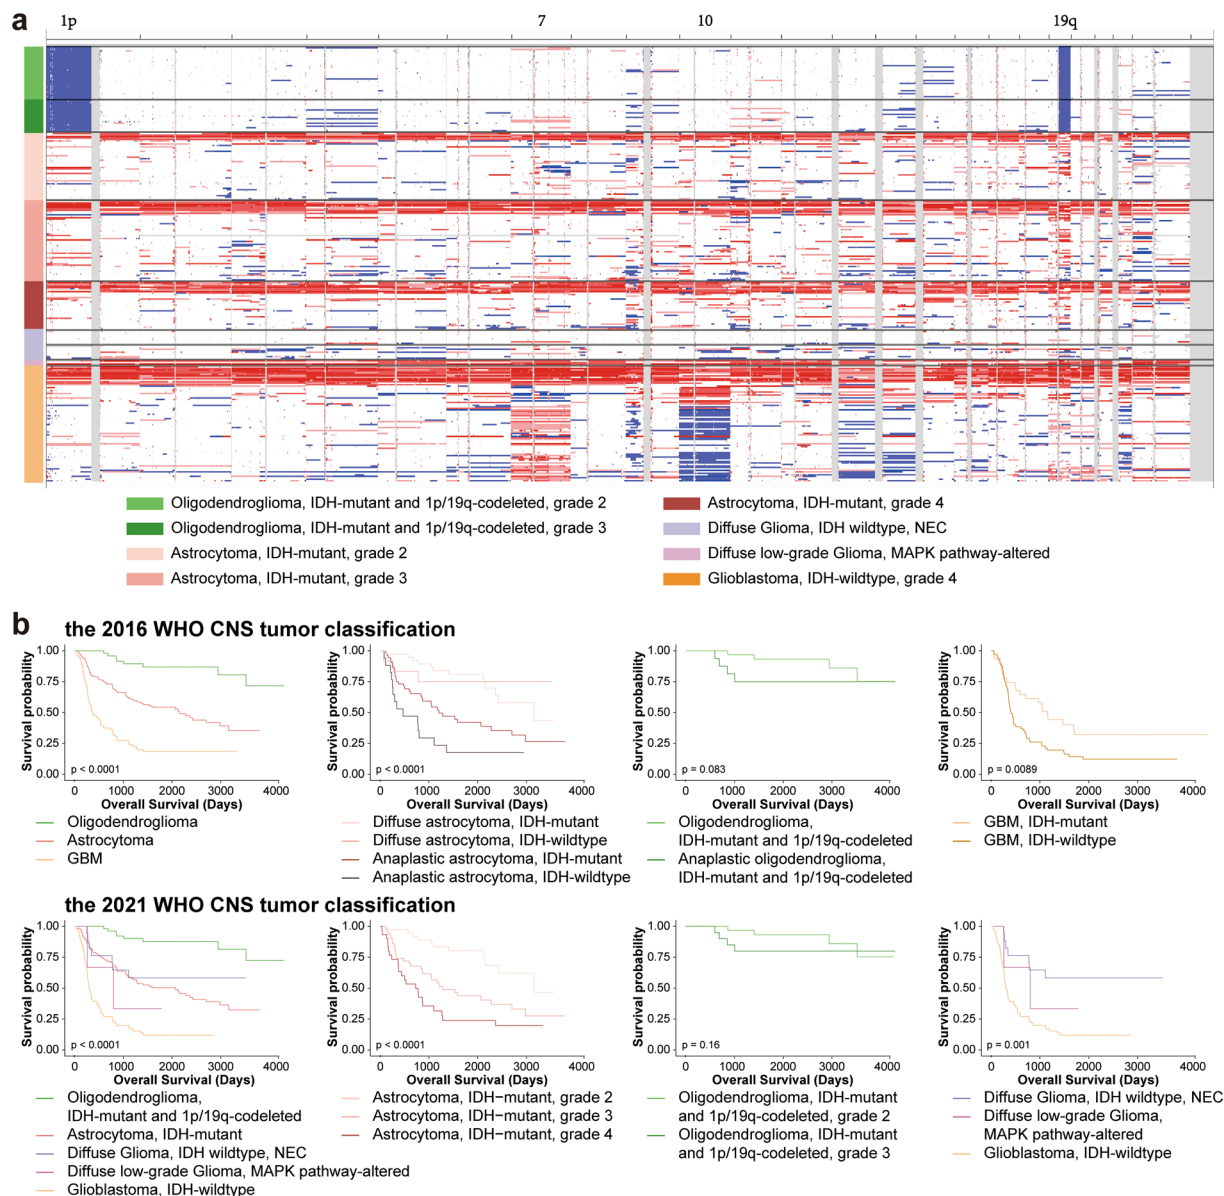 a
1p 7 10 19q
Oligodendroglioma, IDH-mutant and 1p/19q-codeleted, grade 2
Oligodendroglioma, IDH-mutant and 1p/19q-codeleted, grade 3
Astrocytoma, IDH-mutant, grade 2
Astrocytoma, IDH-mutant, grade 3
Astrocytoma, IDH-mutant, grade 4
Diffuse Glioma, IDH wildtype, NEC
Diffuse low-grade Glioma, MAPK pathway-altered
Glioblastoma, IDH-wildtype, grade 4
b
the 2016 WHO CNS tumor classification
Survival probability
1.00
0.75
0.50
0.25
0.00
p < 0.0001
0 1000 2000 3000 4000
Overall Survival (Days)
Oligodendroglioma
Astrocytoma
GBM
Survival probability
1.00
0.75
0.50
0.25
0.00
p < 0.0001
0 1000 2000 3000 4000
Overall Survival (Days)
Diffuse astrocytoma, IDH-mutant
Diffuse astrocytoma, IDH-wildtype
Anaplastic astrocytoma, IDH-mutant
Anaplastic astrocytoma, IDH-wildtype
Survival probability
1.00
0.75
0.50
0.25
0.00
p = 0.083
0 1000 2000 3000 4000
Overall Survival (Days)
Oligodendroglioma,
IDH-mutant and 1p/19q-codeleted
Anaplastic oligodendroglioma,
IDH-mutant and 1p/19q-codeleted
Survival probability
1.00
0.75
0.50
0.25
0.00
p = 0.0089
0 1000 2000 3000 4000
Overall Survival (Days)
GBM, IDH-mutant
GBM, IDH-wildtype
the 2021 WHO CNS tumor classification
Survival probability
1.00
0.75
0.50
0.25
0.00
p < 0.0001
0 1000 2000 3000 4000
Overall Survival (Days)
Oligodendroglioma,
IDH-mutant and 1p/19q-codeleted
Astrocytoma, IDH-mutant
Diffuse Glioma, IDH wildtype, NEC
Diffuse low-grade Glioma, MAPK pathway-altered
Glioblastoma, IDH-wildtype
Survival probability
1.00
0.75
0.50
0.25
0.00
p < 0.0001
0 1000 2000 3000 4000
Overall Survival (Days)
Astrocytoma, IDH−mutant, grade 2
Astrocytoma, IDH−mutant, grade 3
Astrocytoma, IDH−mutant, grade 4
Survival probability
1.00
0.75
0.50
0.25
0.00
p = 0.16
0 1000 2000 3000 4000
Overall Survival (Days)
Oligodendroglioma, IDH-mutant
and 1p/19q-codeleted, grade 2
Oligodendroglioma, IDH-mutant
and 1p/19q-codeleted, grade 3
Survival probability
1.00
0.75
0.50
0.25
0.00
p = 0.001
0 1000 2000 3000 4000
Overall Survival (Days)
Diffuse Glioma, IDH wildtype, NEC
Diffuse low-grade Glioma,
MAPK pathway-altered
Glioblastoma, IDH-wildtype